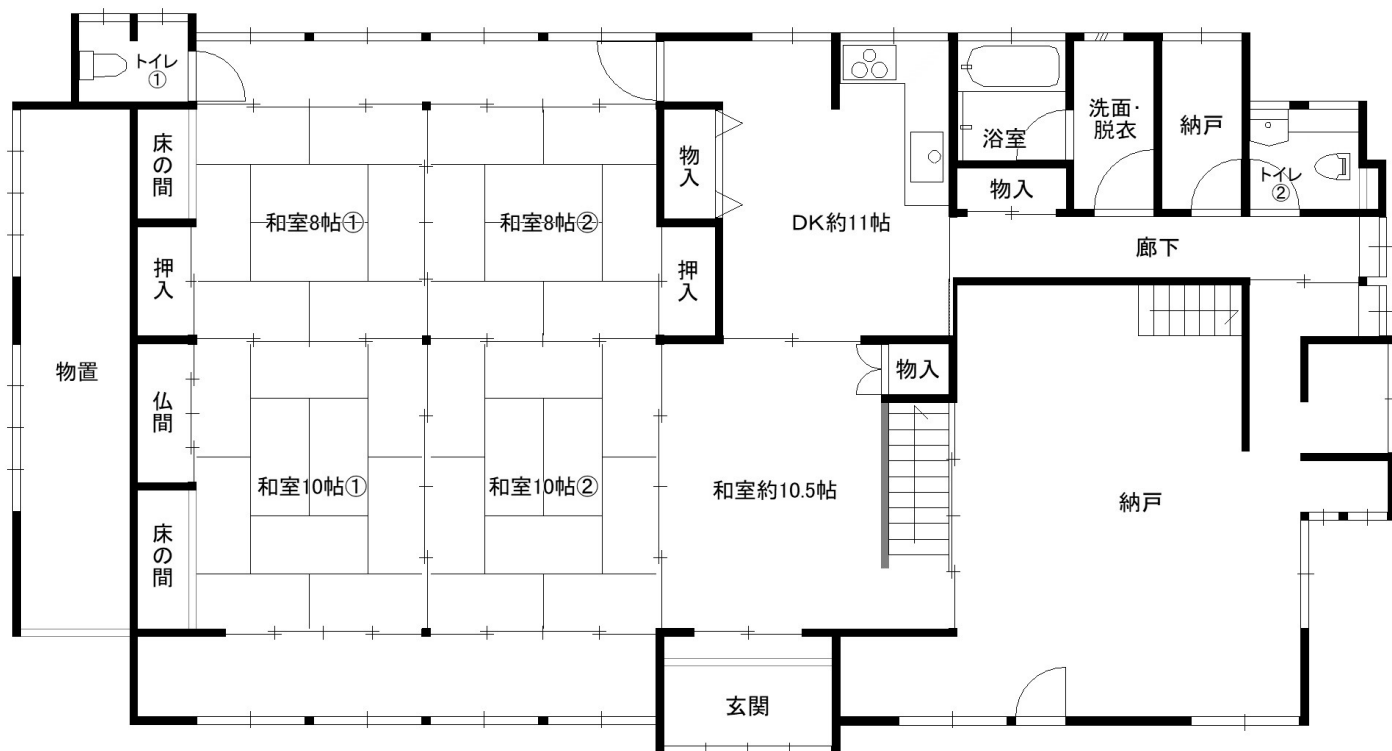 トイレ
①
床の間
押入
仏間
床の間
物置
和室8帖①
和室8帖②
物入
押入
DK約11帖
浴室
洗面・
脱衣
納戸
トイレ
②
物入
廊下
物入
和室10帖①
和室10帖②
和室約10.5帖
納戸
玄関